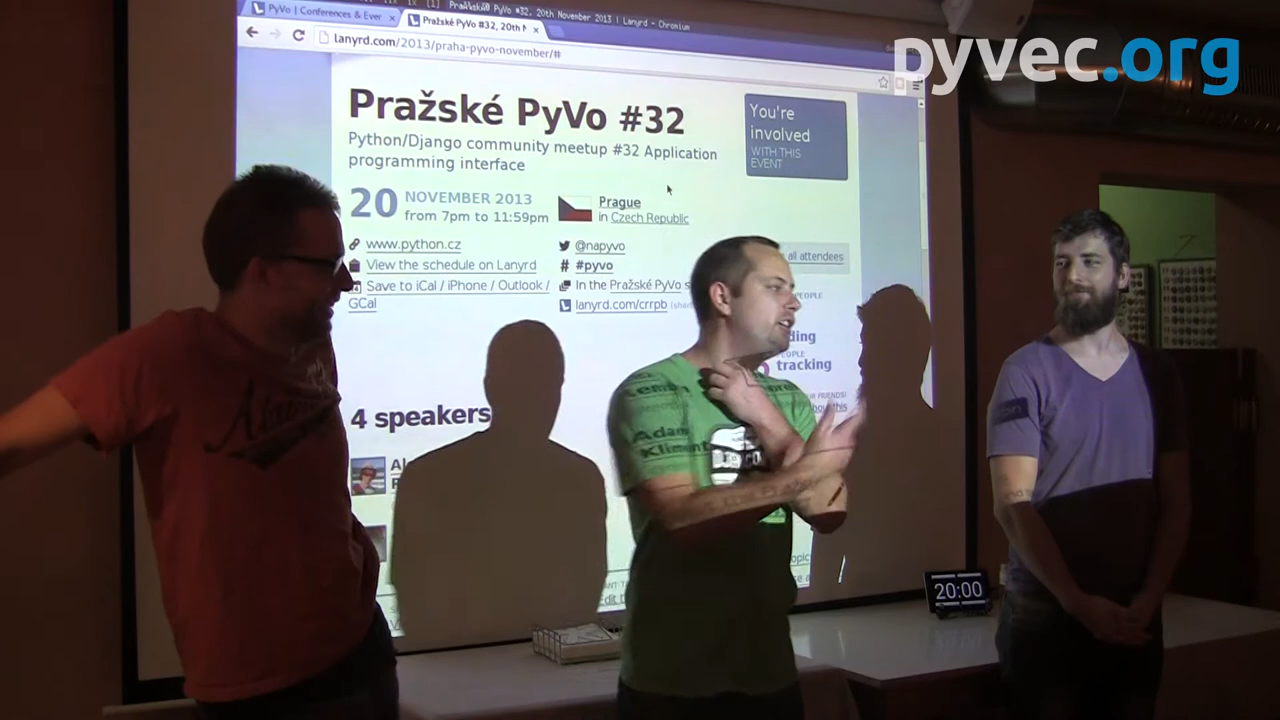 PyVo | Conferences & Ever
Pražské PyVo #32, 20th N
lanyrd.com/2013/praha-pyvo-november/#
pyvec.org
Pražské PyVo #32
Python/Django community meetup #32 Application
programming interface
You're
involved
WITH THIS
EVENT
20 NOVEMBER 2013
from 7pm to 11:59pm
Prague
in Czech Republic
www.python.cz
View the schedule on Lanyrd
Save to iCal / iPhone / Outlook /
GCal
@napyvo
#pyvo
In the Pražské PyVo s
lanyrd.com/crrpb
all attendees
PEOPLE
ding
OPLE
tracking
4 speakers
Adam
Kliment
20:00